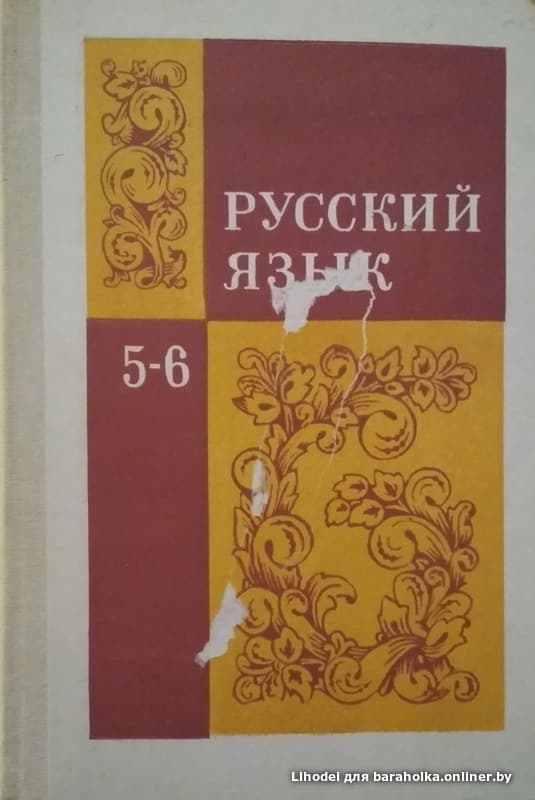 РУССКИЙ
ЯЗЫК
5-6
Lihodel для baraholka.onliner.by